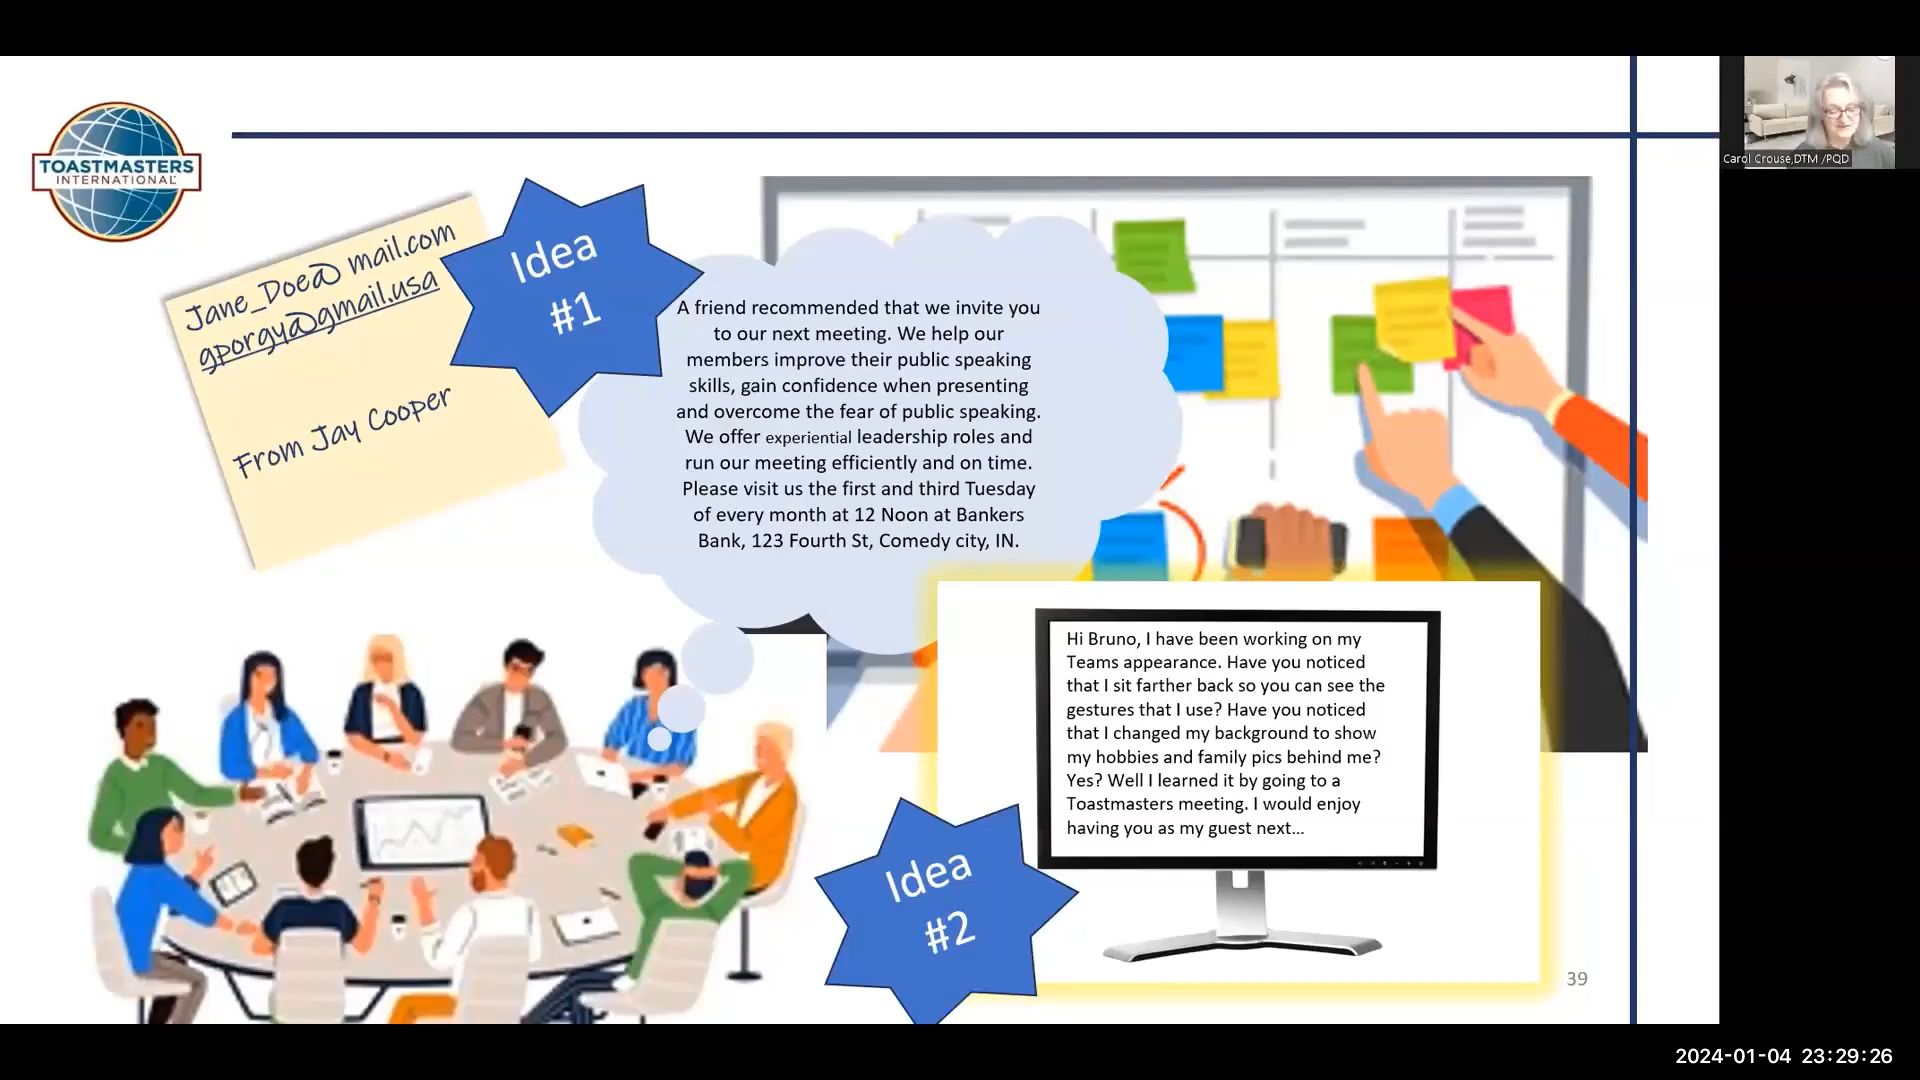 TOASTMASTERS
INTERNATIONAL
Jane_Doe@ mail.com
gporgy@gmail.usa
From Jay Cooper
Idea
#1
A friend recommended that we invite you
to our next meeting. We help our
members improve their public speaking
skills, gain confidence when presenting
and overcome the fear of public speaking.
We offer experiential leadership roles and
run our meeting efficiently and on time.
Please visit us the first and third Tuesday
of every month at 12 Noon at Bankers
Bank, 123 Fourth St, Comedy city, IN.
Hi Bruno, I have been working on my
Teams appearance. Have you noticed
that I sit farther back so you can see the
gestures that I use? Have you noticed
that I changed my background to show
my hobbies and family pics behind me?
Yes? Well I learned it by going to a
Toastmasters meeting. I would enjoy
having you as my guest next...
Idea
#2
39
Carol Crouse,DTM /PQD
2024-01-04 23:29:26